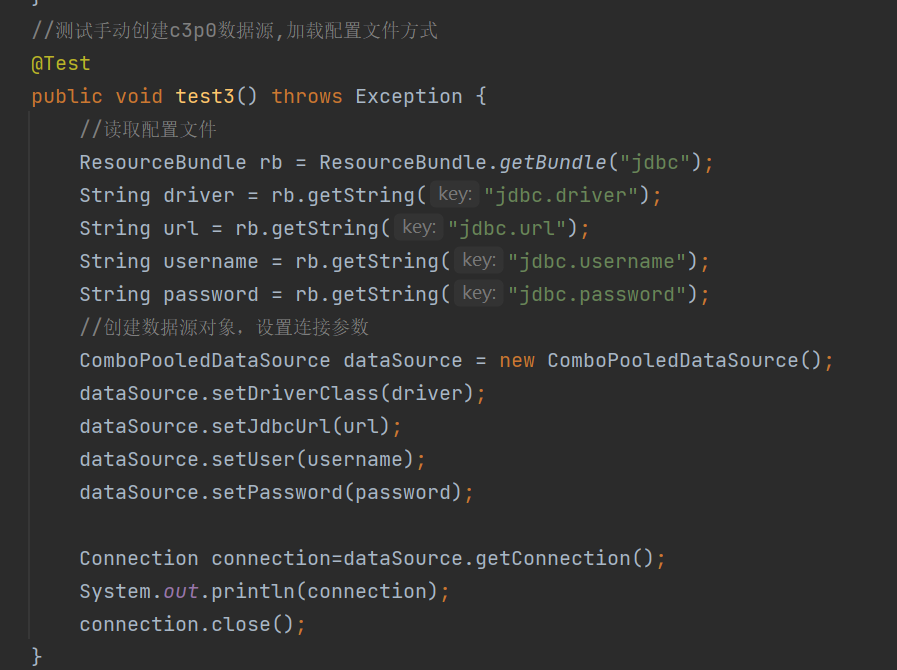 }
//测试手动创建c3p0数据源,加载配置文件方式
@Test
public void test3() throws Exception {
//读取配置文件
ResourceBundle rb = ResourceBundle.getBundle("jdbc");
String driver = rb.getString( key: "jdbc.driver");
String url = rb.getString( key: "jdbc.url");
String username = rb.getString( key: "jdbc.username");
String password = rb.getString( key: "jdbc.password");
//创建数据源对象，设置连接参数
ComboPooledDataSource dataSource = new ComboPooledDataSource();
dataSource.setDriverClass(driver);
dataSource.setJdbcUrl(url);
dataSource.setUser(username);
dataSource.setPassword(password);
Connection connection=dataSource.getConnection();
System.out.println(connection);
connection.close();
}